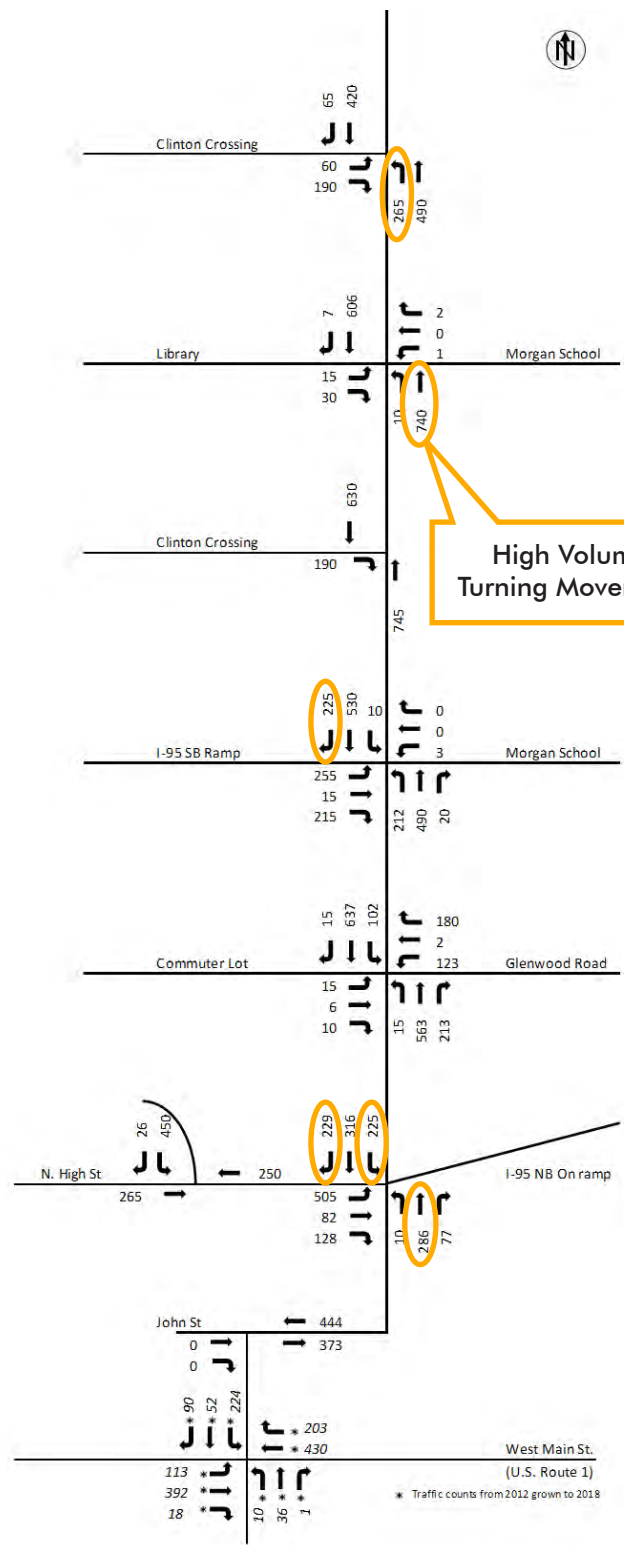 N
65 420
Clinton Crossing
60
190
265 490
7 606
2
0
Library
1
Morgan School
15
30
10 740
630
Clinton Crossing
190
745
High Volun
Turning Mover
225 530 10
0
0
I-95 SB Ramp
3
Morgan School
255
15
215
212 490 20
15 637 102
180
2
Commuter Lot
123
Glenwood Road
15
6
10
15 563 213
26 450
229 316 225
N. High St
250
I-95 NB On ramp
265
505
82
128
10 286 77
John St
444
0
373
0
* 90 * 52 * 224
* 203
* 430
West Main St.
113 *
(U.S. Route 1)
392 *
* Traffic counts from 2012 grown to 2018
18 *
10 * 36 * 1 *